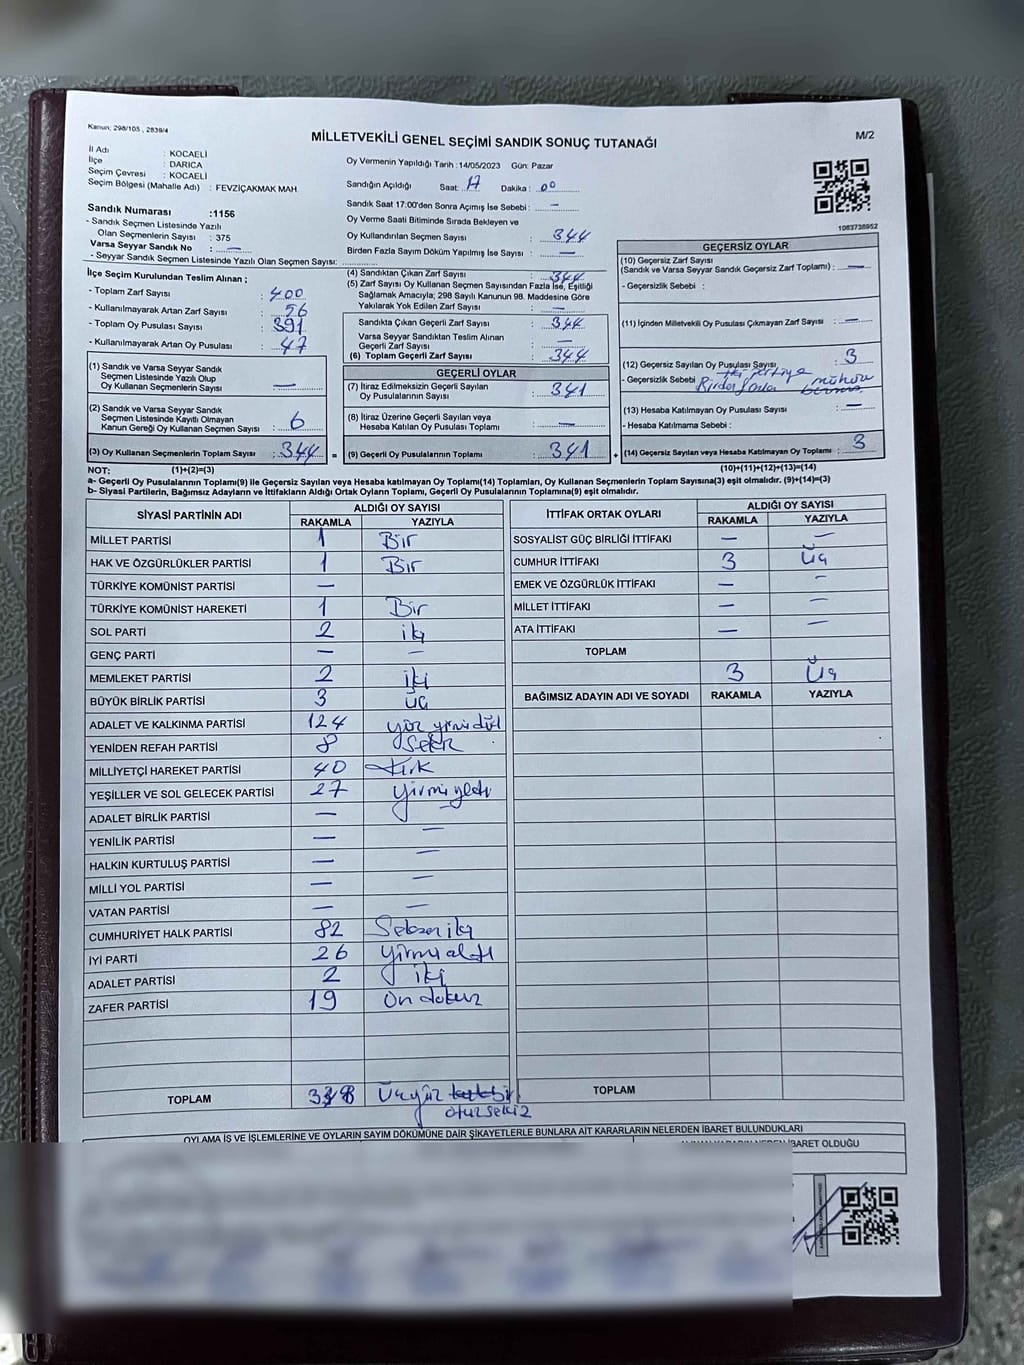 Kanun; 298/105 , 2839/4
MİLLETVEKİLİ GENEL SEÇİMİ SANDIK SONUÇ TUTANAĞI
M/2
İl Adı : KOCAELİ
İlçe : DARICA
Seçim Çevresi : KOCAELİ
Seçim Bölgesi (Mahalle Adı) : FEVZİÇAKMAK MAH.
Sandık Numarası :1156
- Sandık Seçmen Listesinde Yazılı
Olan Seçmenlerin Sayısı : 375
Varsa Seyyar Sandık No : —
- Seyyar Sandık Seçmen Listesinde Yazılı Olan Seçmen Sayısı:
Oy Vermenin Yapıldığı Tarih :14/05/2023 Gün: Pazar
Sandığın Açıldığı Saat: 17 Dakika : 00
Sandık Saat 17:00'den Sonra Açımış İse Sebebi : —
Oy Verme Saati Bitiminde Sırada Bekleyen ve
Oy Kullandırılan Seçmen Sayısı : 344
Birden Fazla Sayım Döküm Yapılmış İse Sayısı : —
1083738952
İlçe Seçim Kurulundan Teslim Alınan ;
- Toplam Zarf Sayısı : 400
- Kullanılmayarak Artan Zarf Sayısı : 56
- Toplam Oy Pusulası Sayısı : 391
- Kullanılmayarak Artan Oy Pusulası : 47
(1) Sandık ve Varsa Seyyar Sandık
Seçmen Listesinde Yazılı Olup
Oy Kullanan Seçmenlerin Sayısı : —
(2) Sandık ve Varsa Seyyar Sandık
Seçmen Listesinde Kayıtlı Olmayan
Kanun Gereği Oy Kullanan Seçmen Sayısı : 6
(3) Oy Kullanan Seçmenlerin Toplam Sayısı : 344 =
(4) Sandıktan Çıkan Zarf Sayısı : 344
(5) Zarf Sayısı Oy Kullanan Seçmen Sayısından Fazla İse, Eşitliği
Sağlamak Amacıyla; 298 Sayılı Kanunun 98. Maddesine Göre
Yakılarak Yok Edilen Zarf Sayısı : —
Sandıkta Çıkan Geçerli Zarf Sayısı : 344
Varsa Seyyar Sandıktan Teslim Alınan
Geçerli Zarf Sayısı : —
(6) Toplam Geçerli Zarf Sayısı : 344
GEÇERLİ OYLAR
(7) İtiraz Edilmeksizin Geçerli Sayılan
Oy Pusulalarının Sayısı : 341
(8) İtiraz Üzerine Geçerli Sayılan veya
Hesaba Katılan Oy Pusulası Toplamı : —
(9) Geçerli Oy Pusulalarının Toplamı : 341 +
GEÇERSİZ OYLAR
(10) Geçersiz Zarf Sayısı
(Sandık ve Varsa Seyyar Sandık Geçersiz Zarf Toplamı) : —
- Geçersizlik Sebebi :
(11) İçinden Milletvekili Oy Pusulası Çıkmayan Zarf Sayısı : —
(12) Geçersiz Sayılan Oy Pusulası Sayısı : 3
- Geçersizlik Sebebi : Birden fazla partiye mühür
(13) Hesaba Katılmayan Oy Pusulası Sayısı : —
- Hesaba Katılmama Sebebi :
(14) Geçersiz Sayılan veya Hesaba Katılmayan Oy Toplamı : 3
NOT: (1)+(2)=(3) (10)+(11)+(12)+(13)=(14)
a- Geçerli Oy Pusulalarının Toplamı(9) ile Geçersiz Sayılan veya Hesaba Katılmayan Oy Toplamı(14) Toplamları, Oy Kullanan Seçmenlerin Toplam Sayısına(3) eşit olmalıdır. (9)+(14)=(3)
b- Siyasi Partilerin, Bağımsız Adayların ve İttifakların Aldığı Ortak Oyların Toplamı, Geçerli Oy Pusulalarının Toplamına(9) eşit olmalıdır.
SİYASİ PARTİNİN ADI ALDIĞI OY SAYISI
RAKAMLA YAZIYLA
MİLLET PARTİSİ 1 Bir
HAK VE ÖZGÜRLÜKLER PARTİSİ 1 Bir
TÜRKİYE KOMÜNİST PARTİSİ —
TÜRKİYE KOMÜNİST HAREKETİ 1 Bir
SOL PARTİ 2 iki
GENÇ PARTİ — —
MEMLEKET PARTİSİ 2 iki
BÜYÜK BİRLİK PARTİSİ 3 üç
ADALET VE KALKINMA PARTİSİ 124 yüz yirmi dört
YENİDEN REFAH PARTİSİ 8 Sekiz
MİLLİYETÇİ HAREKET PARTİSİ 40 Kırk
YEŞİLLER VE SOL GELECEK PARTİSİ 27 yirmi yedi
ADALET BİRLİK PARTİSİ — —
YENİLİK PARTİSİ — —
HALKIN KURTULUŞ PARTİSİ — —
MİLLİ YOL PARTİSİ — —
VATAN PARTİSİ — —
CUMHURİYET HALK PARTİSİ 82 Seksen iki
İYİ PARTİ 26 yirmi altı
ADALET PARTİSİ 2 iki
ZAFER PARTİSİ 19 on dokuz
TOPLAM 338 Üçyüz
otuz sekiz
İTTİFAK ORTAK OYLARI ALDIĞI OY SAYISI
RAKAMLA YAZIYLA
SOSYALİST GÜÇ BİRLİĞİ İTTİFAKI — —
CUMHUR İTTİFAKI 3 Üç
EMEK VE ÖZGÜRLÜK İTTİFAKI — —
MİLLET İTTİFAKI — —
ATA İTTİFAKI — —
TOPLAM
3 Üç
BAĞIMSIZ ADAYIN ADI VE SOYADI RAKAMLA YAZIYLA
TOPLAM
OYLAMA İŞ VE İŞLEMLERİNE VE OYLARIN SAYIM DÖKÜMÜNE DAİR ŞİKAYETLERLE BUNLARA AİT KARARLARIN NELERDEN İBARET BULUNDUKLARI
İBARET OLDUĞU